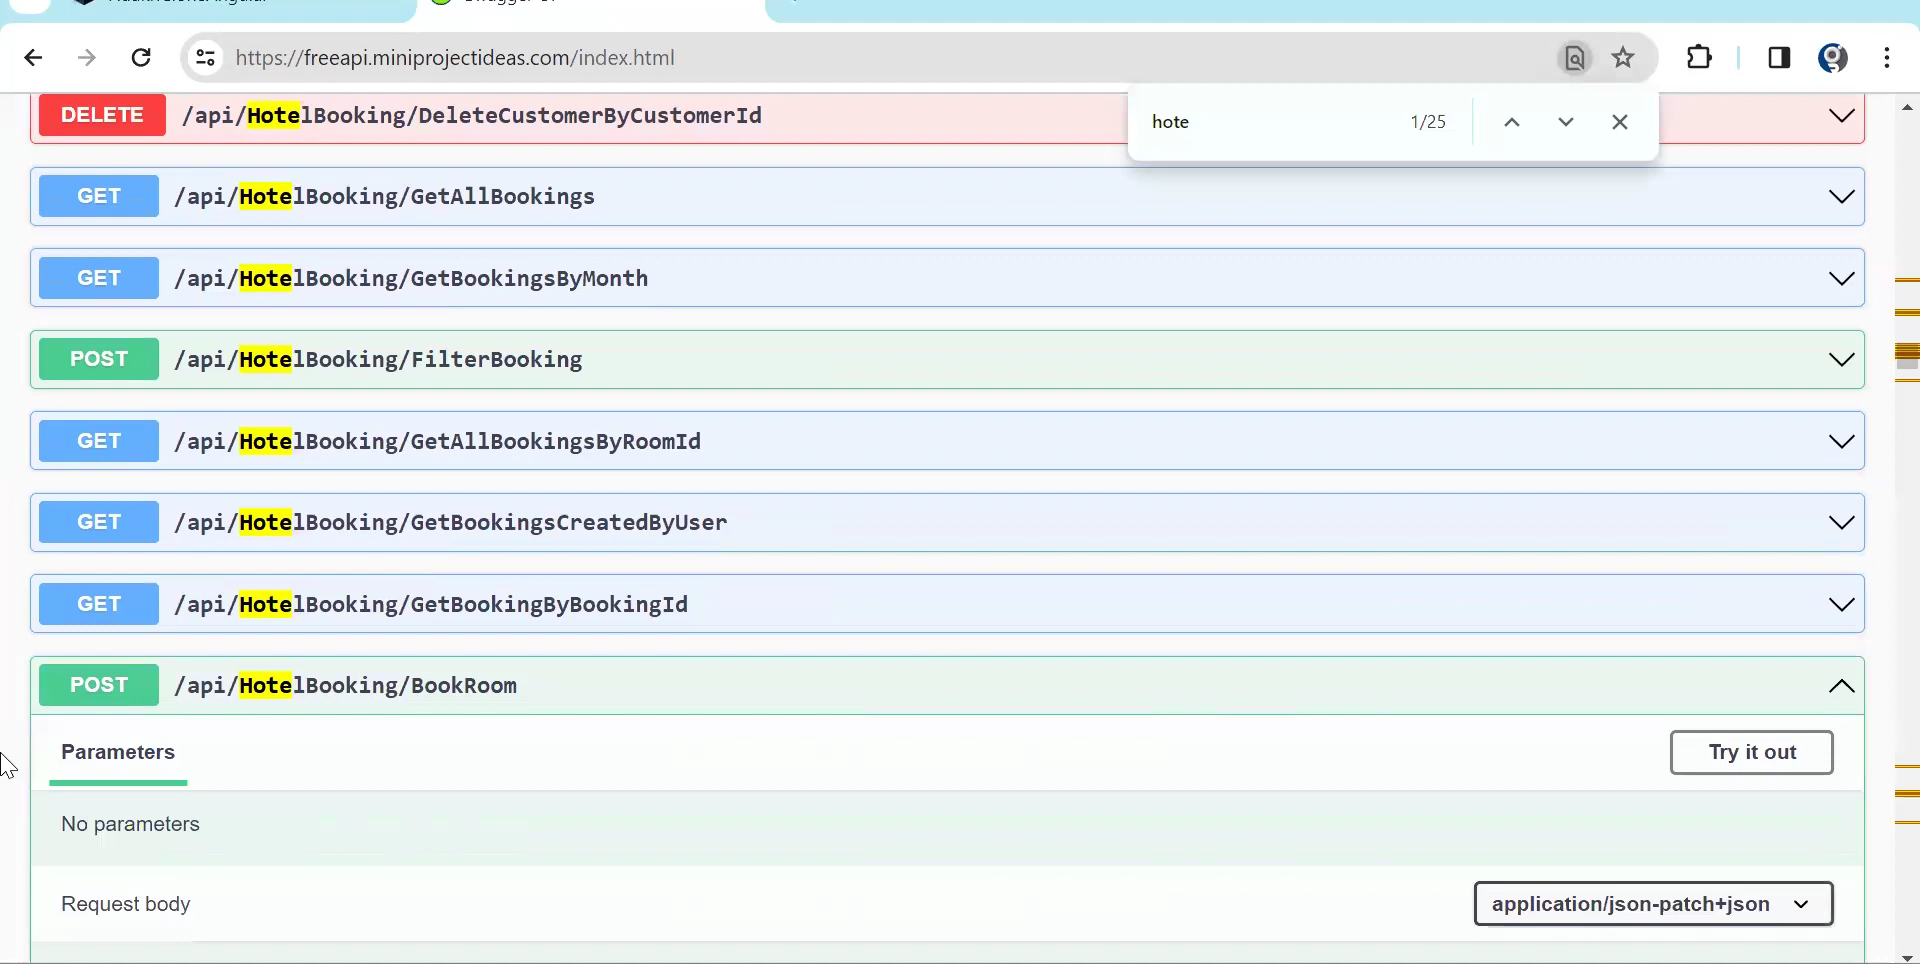 https://freeapi.miniprojectideas.com/index.html
DELETE /api/HotelBooking/DeleteCustomerByCustomerId
hote 1/25
GET /api/HotelBooking/GetAllBookings
GET /api/HotelBooking/GetBookingsByMonth
POST /api/HotelBooking/FilterBooking
GET /api/HotelBooking/GetAllBookingsByRoomId
GET /api/HotelBooking/GetBookingsCreatedByUser
GET /api/HotelBooking/GetBookingByBookingId
POST /api/HotelBooking/BookRoom
Parameters
Try it out
No parameters
Request body
application/json-patch+json